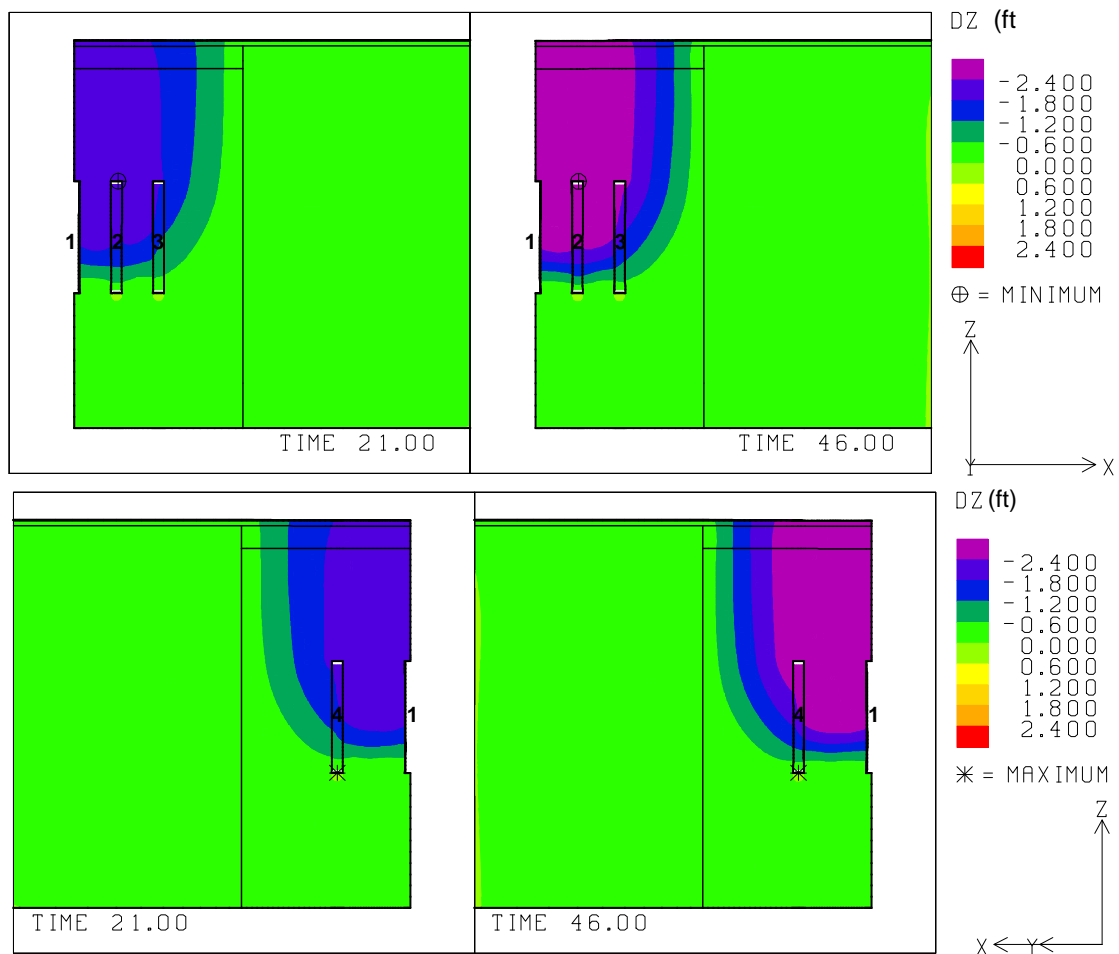 DZ (ft
-2.400
-1.800
-1.200
-0.600
0.000
0.600
1.200
1.800
2.400
⊕ = MINIMUM
1 2 3
1 2 3
TIME 21.00
TIME 46.00
Z
Y
X
DZ (ft)
-2.400
-1.800
-1.200
-0.600
0.000
0.600
1.200
1.800
2.400
✳ = MAXIMUM
4 1
4 1
TIME 21.00
TIME 46.00
Z
X Y